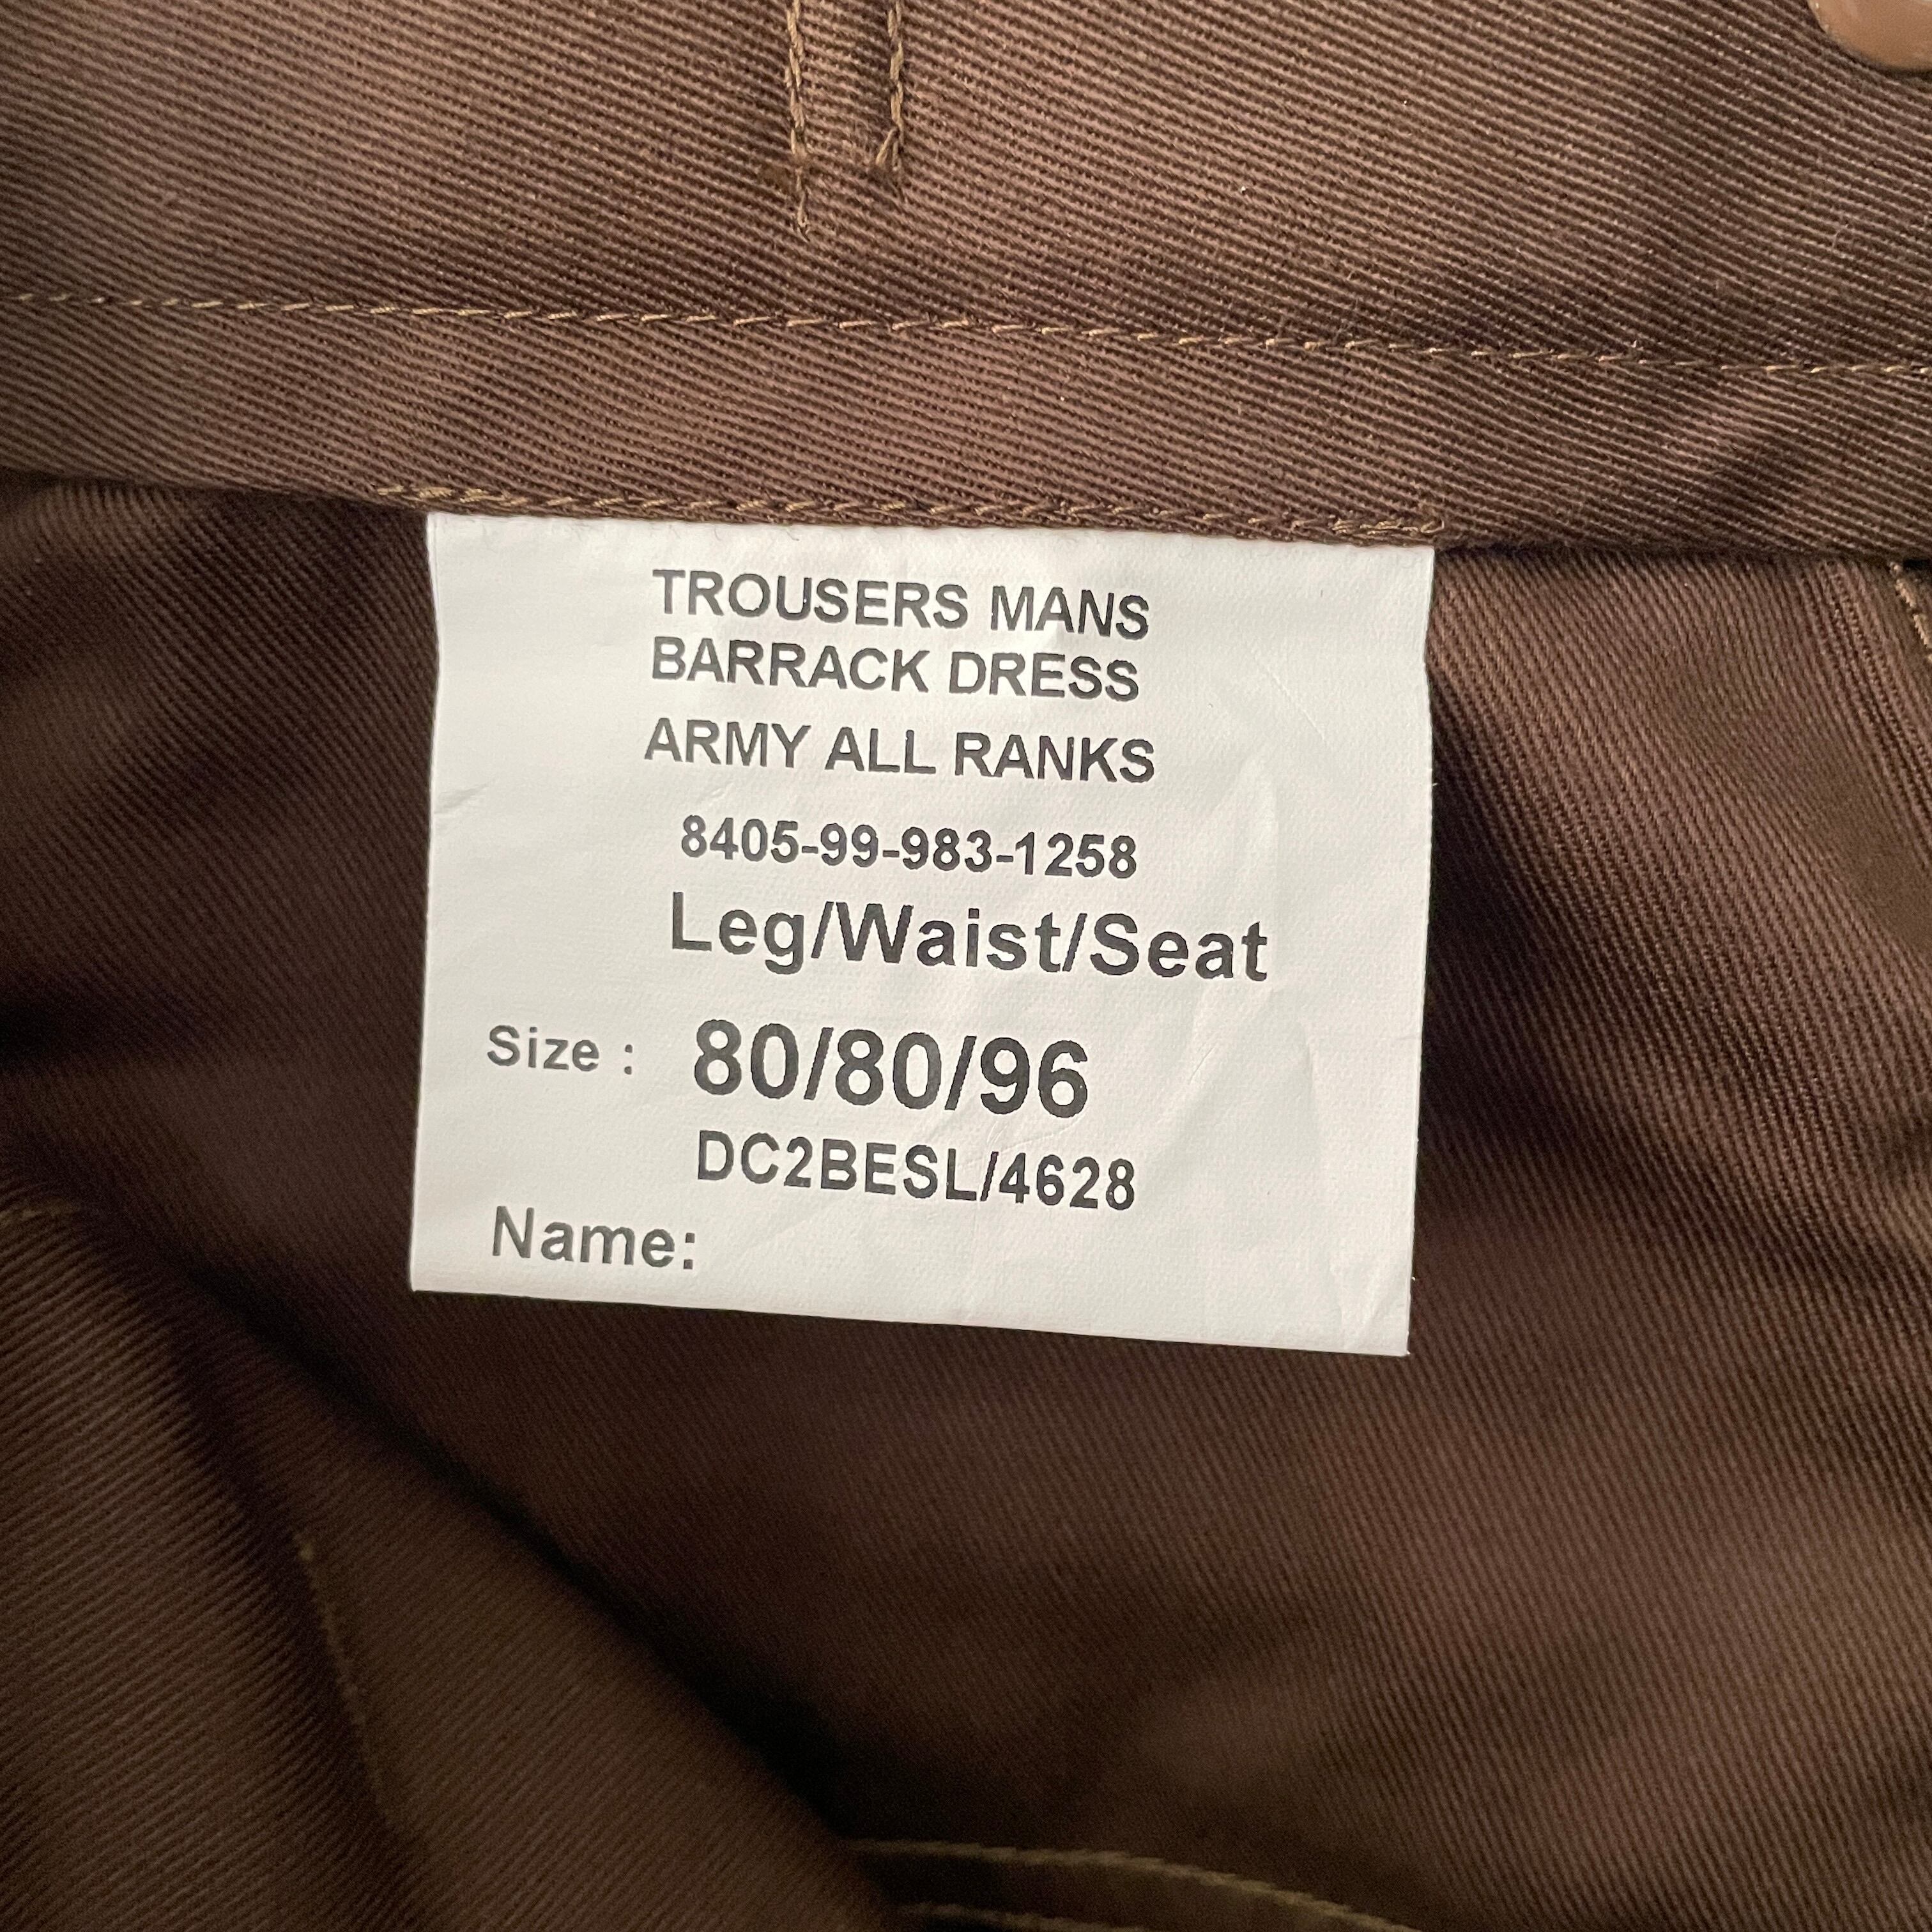 TROUSERS MANS
BARRACK DRESS
ARMY ALL RANKS
8405-99-983-1258
Leg/Waist/Seat
Size : 80/80/96
DC2BESL/4628
Name: